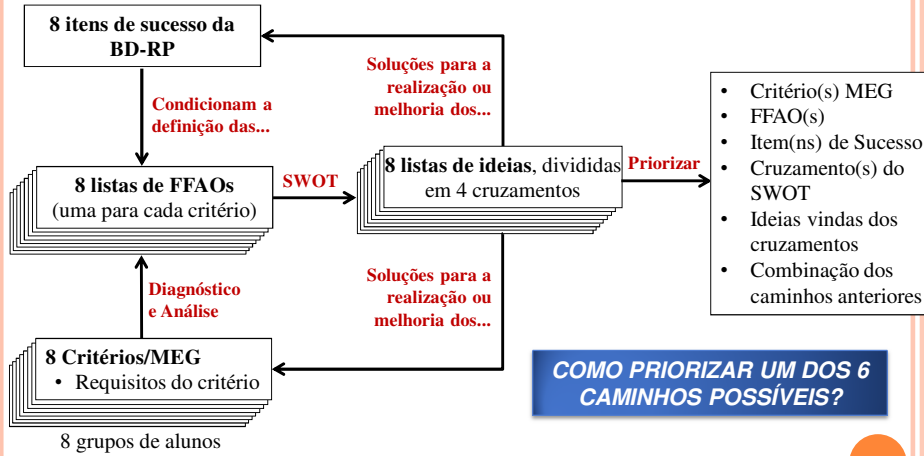 8 itens de sucesso da
BD-RP
Soluções para a
realização ou
melhoria dos...
Condicionam a
definição das...
8 listas de FFAOs
(uma para cada critério)
SWOT
8 listas de ideias, divididas
em 4 cruzamentos
Priorizar
• Critério(s) MEG
• FFAO(s)
• Item(ns) de Sucesso
• Cruzamento(s) do
SWOT
• Ideias vindas dos
cruzamentos
• Combinação dos
caminhos anteriores
Diagnóstico
e Análise
Soluções para a
realização ou
melhoria dos...
8 Critérios/MEG
• Requisitos do critério
8 grupos de alunos
COMO PRIORIZAR UM DOS 6
CAMINHOS POSSÍVEIS?